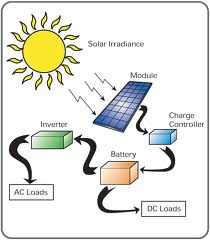 Solar Irradiance
Module
Charge
Controller
Inverter
Battery
AC Loads
DC Loads